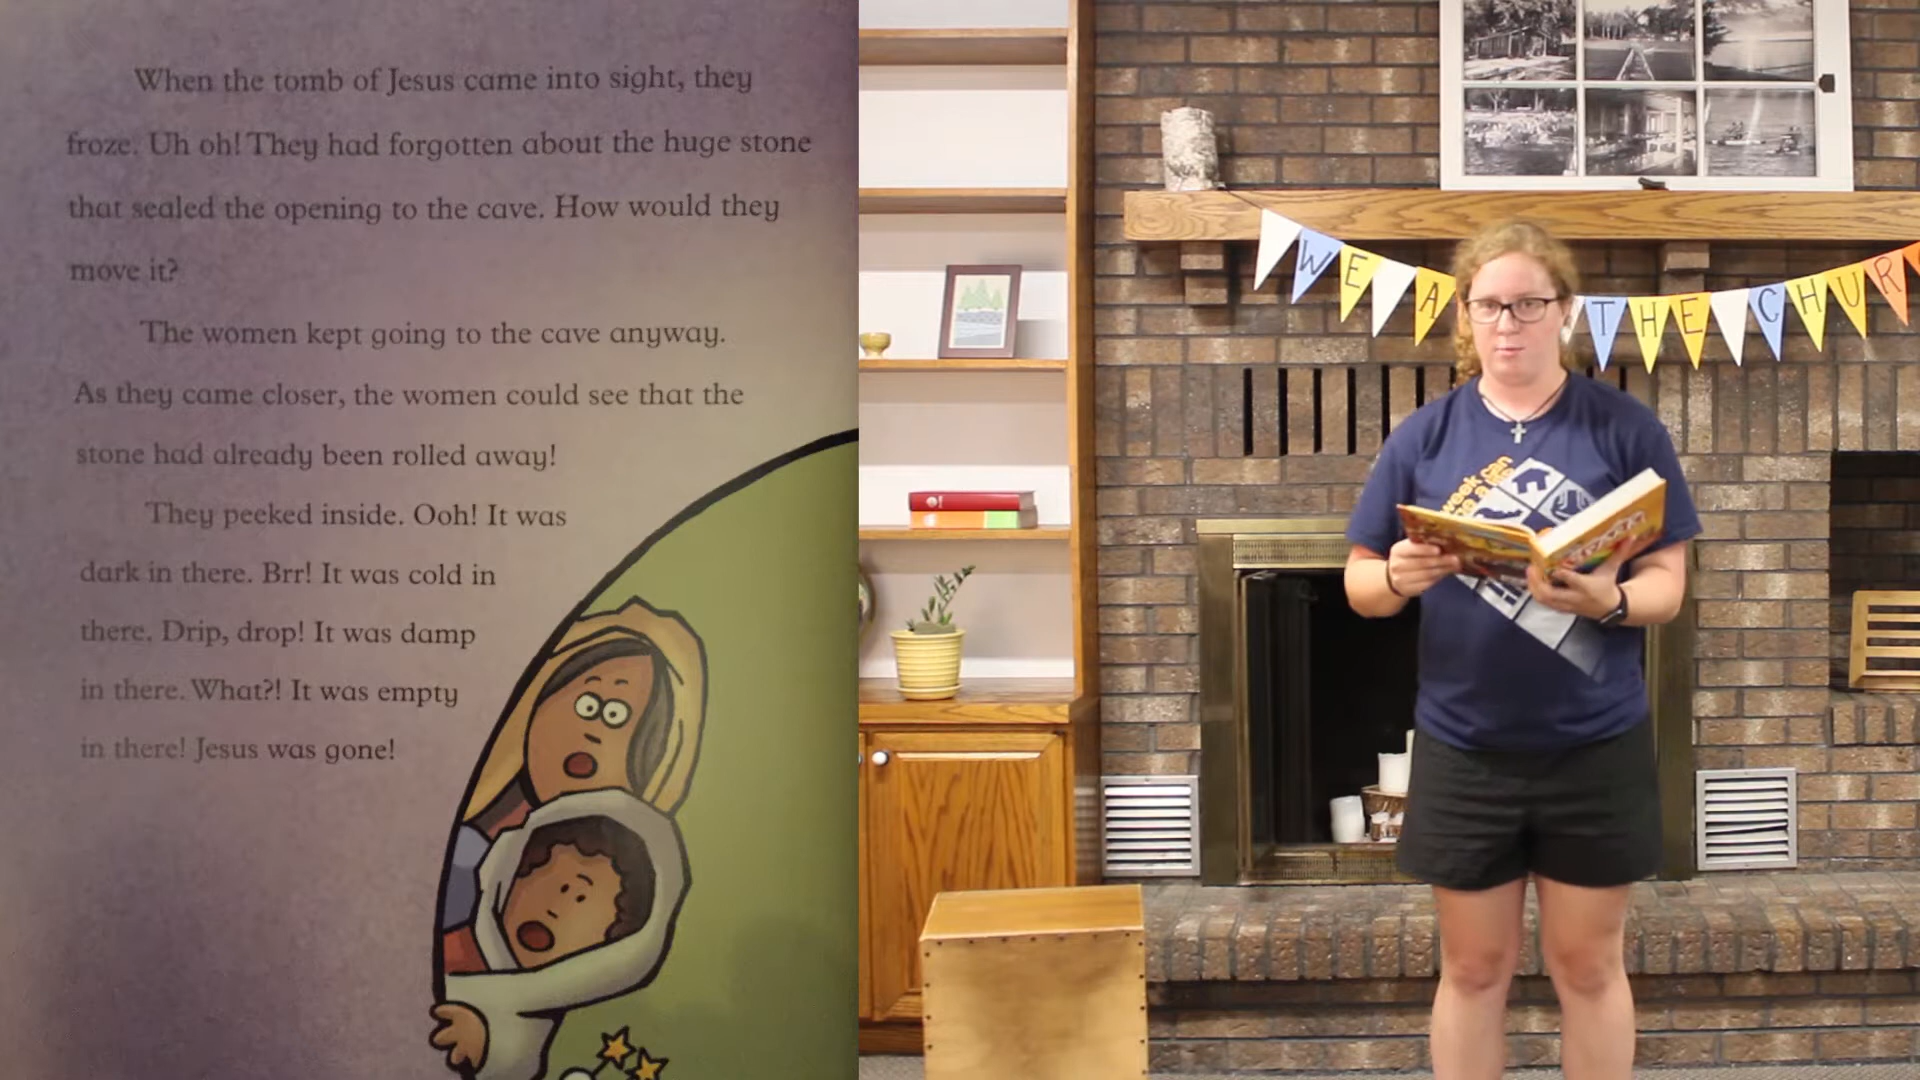 When the tomb of Jesus came into sight, they
froze. Uh oh! They had forgotten about the huge stone
that sealed the opening to the cave. How would they
move it?
The women kept going to the cave anyway.
As they came closer, the women could see that the
stone had already been rolled away!
They peeked inside. Ooh! It was
dark in there. Brr! It was cold in
there. Drip, drop! It was damp
in there. What?! It was empty
in there! Jesus was gone!
WE A THE CHUR
week can
a life
SPARK